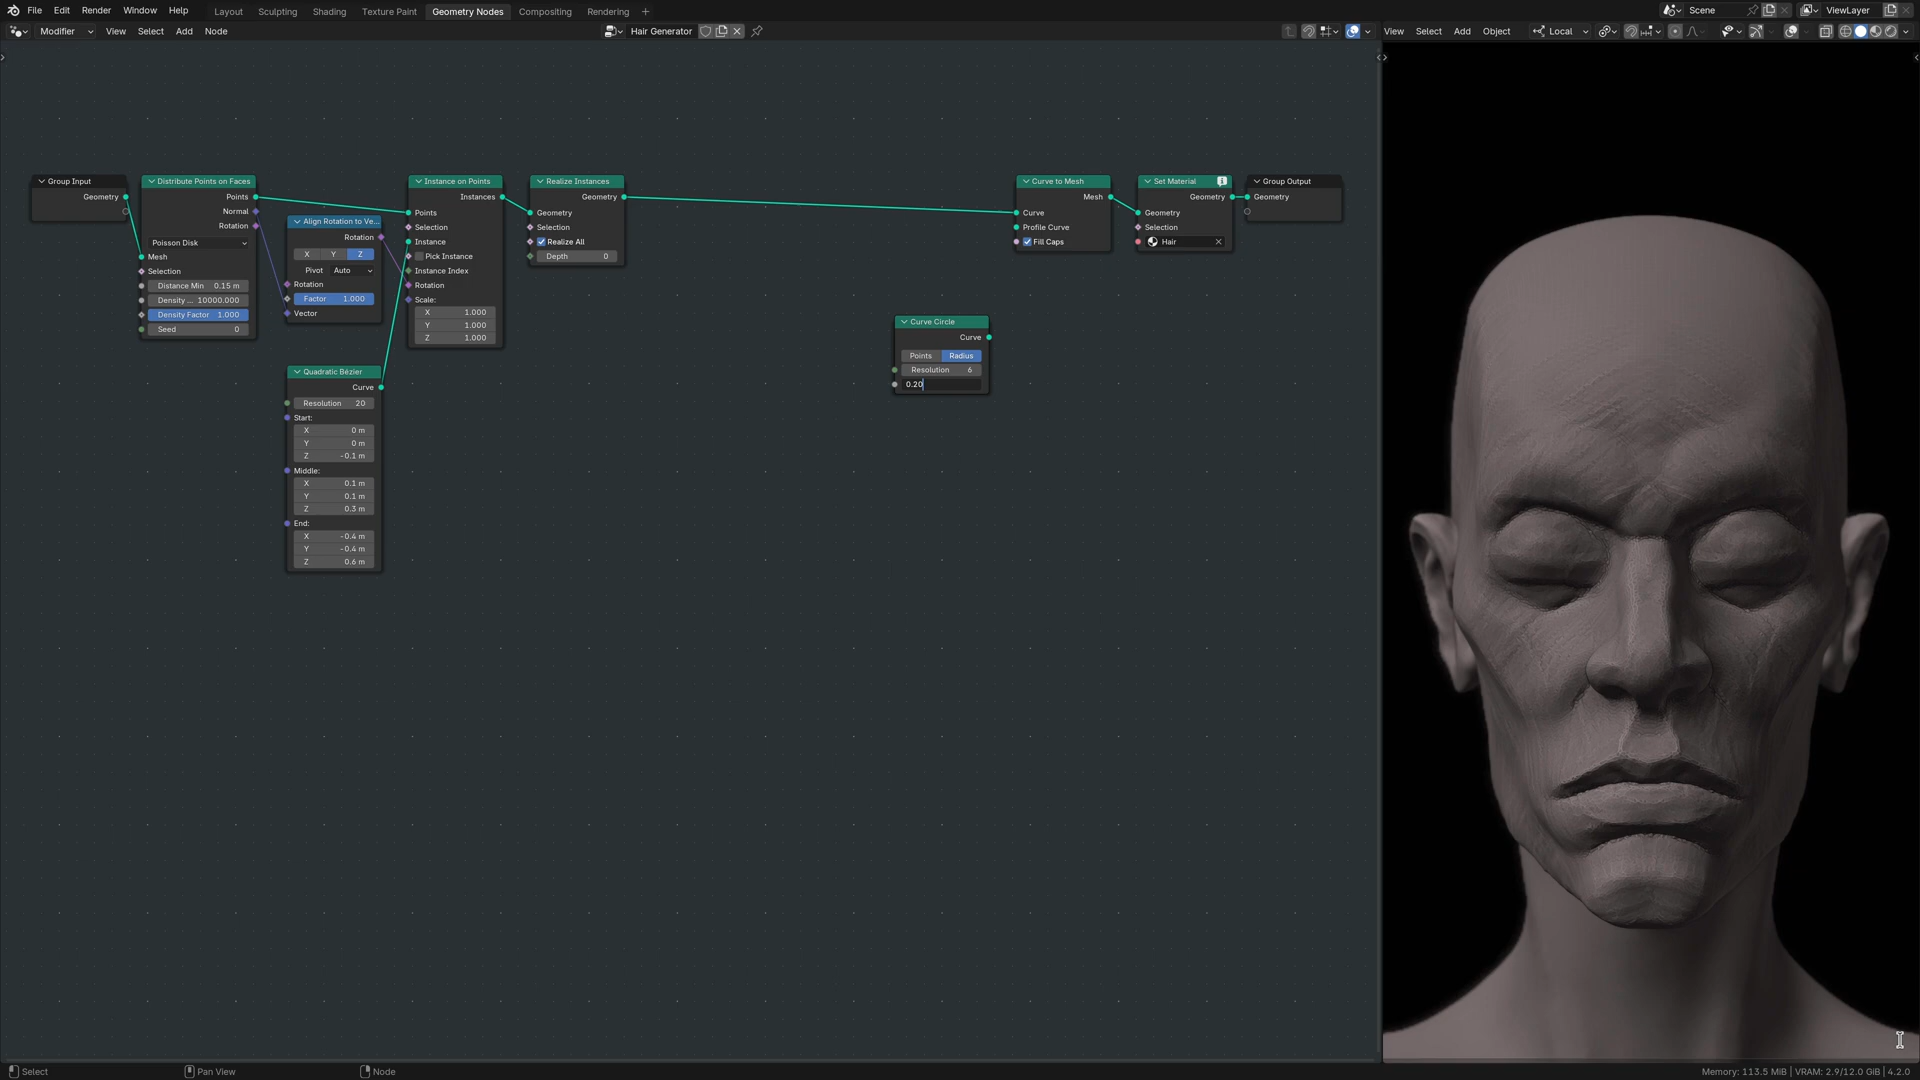 File Edit Render Window Help Layout Sculpting Shading Texture Paint Geometry Nodes Compositing Rendering + Scene ViewLayer
Modifier View Select Add Node Hair Generator View Select Add Object Local
Group Input
Geometry
Distribute Points on Faces
Points
Normal
Rotation
Poisson Disk
Mesh
Selection
Distance Min 0.15 m
Density ... 10000.000
Density Factor 1.000
Seed 0
Align Rotation to Ve...
Rotation
X Y Z
Pivot Auto
Rotation
Factor 1.000
Vector
Quadratic Bézier
Curve
Resolution 20
Start:
X 0 m
Y 0 m
Z -0.1 m
Middle:
X 0.1 m
Y 0.1 m
Z 0.3 m
End:
X -0.4 m
Y -0.4 m
Z 0.6 m
Instance on Points
Instances
Points
Selection
Instance
Pick Instance
Instance Index
Rotation
Scale:
X 1.000
Y 1.000
Z 1.000
Realize Instances
Geometry
Geometry
Selection
Realize All
Depth 0
Curve Circle
Curve
Points Radius
Resolution 6
0.20
Curve to Mesh
Mesh
Curve
Profile Curve
Fill Caps
Set Material
Geometry
Geometry
Selection
Hair
Group Output
Geometry
Select Pan View Node Memory: 113.5 MiB | VRAM: 2.9/12.0 GiB | 4.2.0